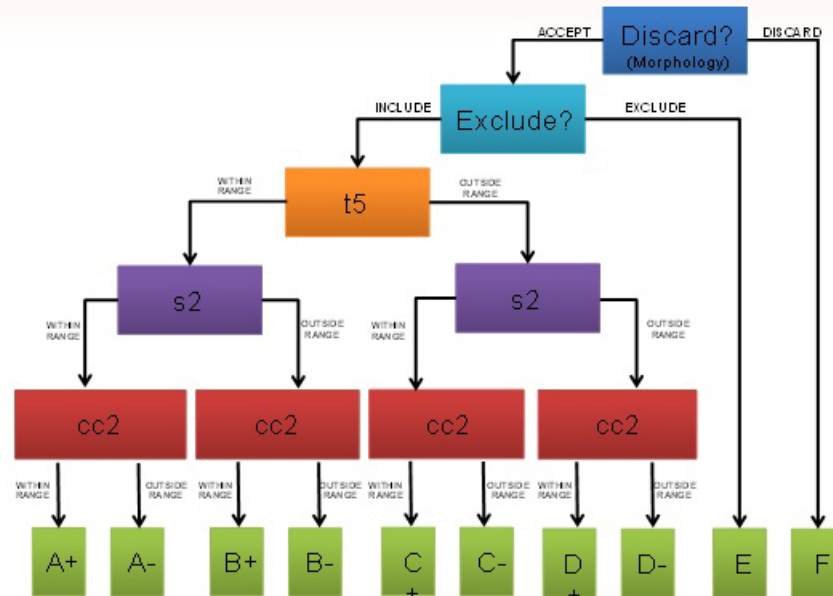 ACCEPT
Discard?
DISCARD
(Morphology)
INCLUDE
Exclude?
EXCLUDE
WITHIN
RANGE
t5
OUTSIDE
RANGE
WITHIN
RANGE
s2
OUTSIDE
RANGE
WITHIN
RANGE
s2
OUTSIDE
RANGE
cc2
cc2
cc2
cc2
WITHIN
RANGE
OUTSIDE
RANGE
WITHIN
RANGE
OUTSIDE
RANGE
WITHIN
RANGE
OUTSIDE
RANGE
WITHIN
RANGE
OUTSIDE
RANGE
A+
A-
B+
B-
C
+
C-
D
+
D-
E
F